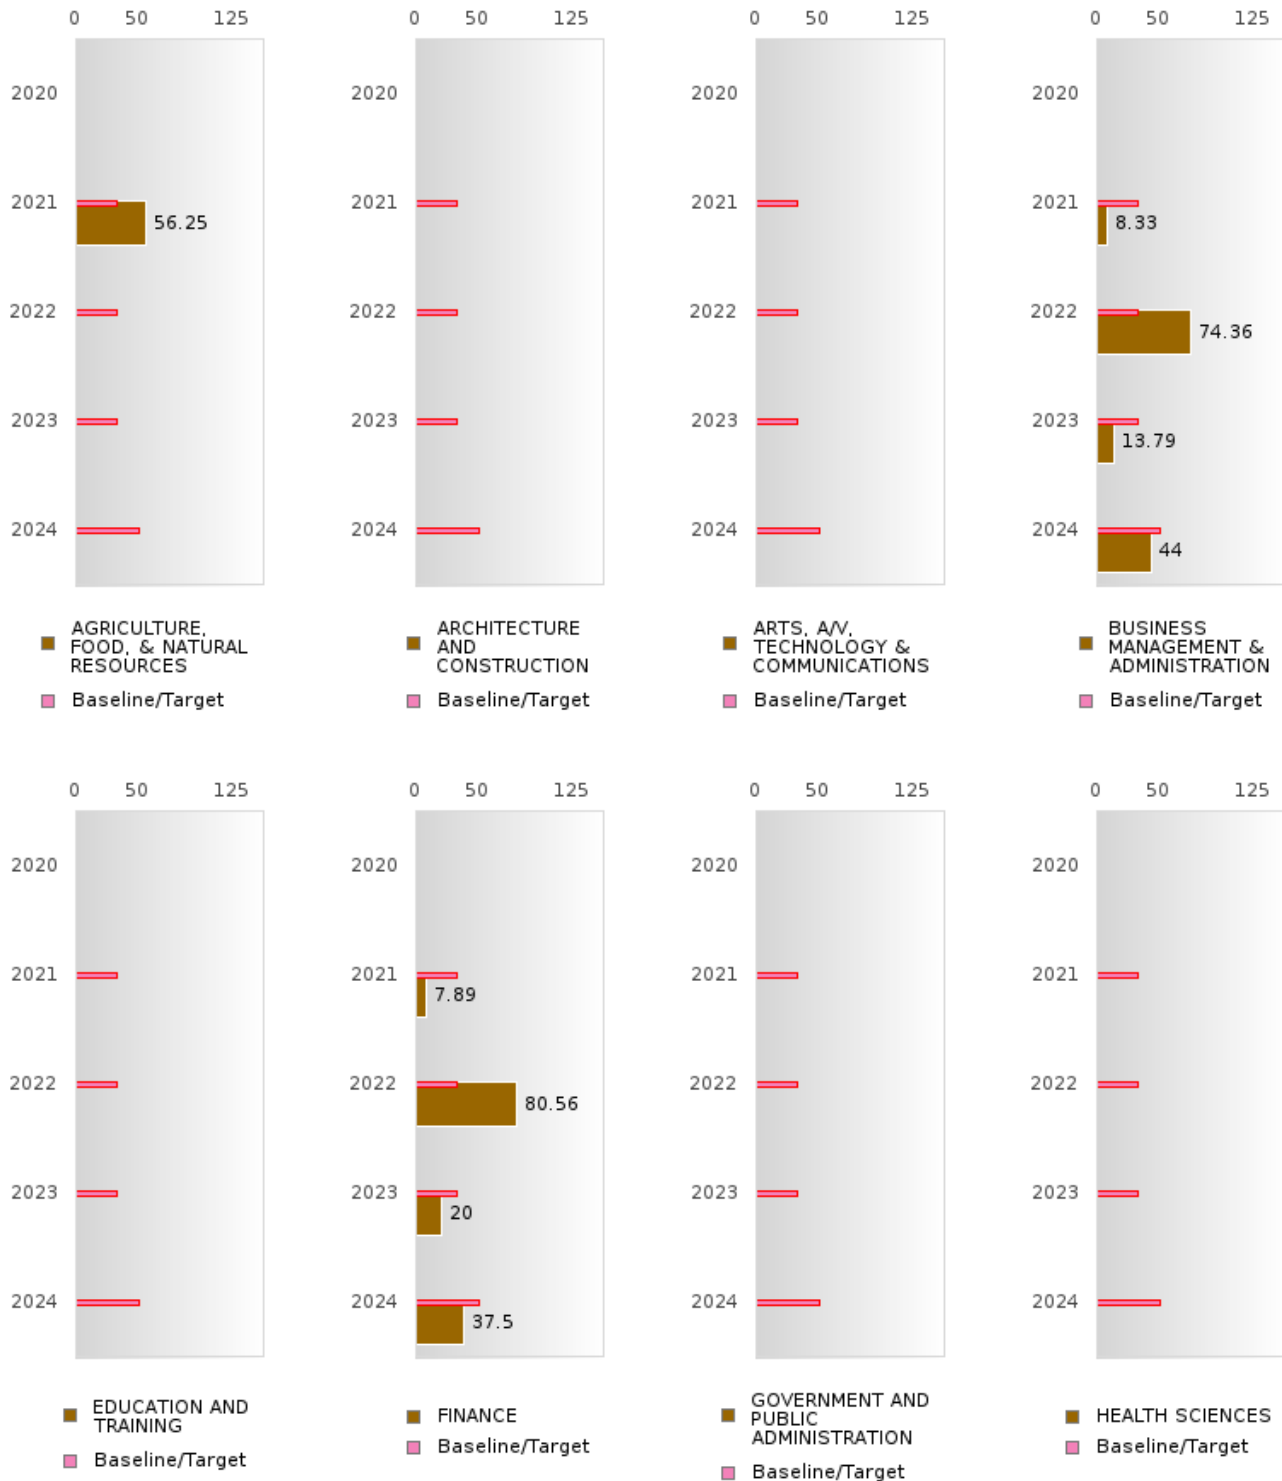 0 50 125
2020
2021
56.25
2022
2023
2024
AGRICULTURE,
FOOD, & NATURAL
RESOURCES
Baseline/Target
0 50 125
2020
2021
2022
2023
2024
ARCHITECTURE
AND
CONSTRUCTION
Baseline/Target
0 50 125
2020
2021
2022
2023
2024
ARTS, A/V,
TECHNOLOGY &
COMMUNICATIONS
Baseline/Target
0 50 125
2020
2021
8.33
2022
74.36
2023
13.79
2024
44
BUSINESS
MANAGEMENT &
ADMINISTRATION
Baseline/Target
0 50 125
2020
2021
2022
2023
2024
EDUCATION AND
TRAINING
Baseline/Target
0 50 125
2020
2021
7.89
2022
80.56
2023
20
2024
37.5
FINANCE
Baseline/Target
0 50 125
2020
2021
2022
2023
2024
GOVERNMENT AND
PUBLIC
ADMINISTRATION
Baseline/Target
0 50 125
2020
2021
2022
2023
2024
HEALTH SCIENCES
Baseline/Target